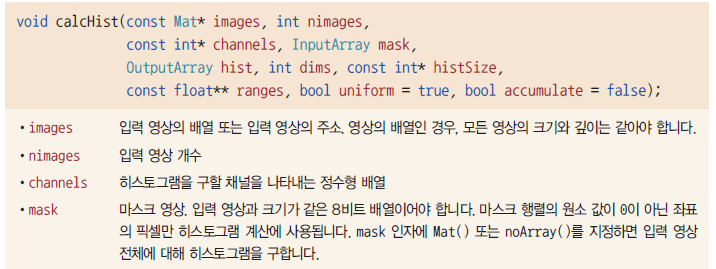 void calcHist(const Mat* images, int nimages,
const int* channels, InputArray mask,
OutputArray hist, int dims, const int* histSize,
const float** ranges, bool uniform = true, bool accumulate = false);
• images 입력 영상의 배열 또는 입력 영상의 주소. 영상의 배열인 경우, 모든 영상의 크기와 깊이는 같아야 합니다.
• nimages 입력 영상 개수
• channels 히스토그램을 구할 채널을 나타내는 정수형 배열
• mask 마스크 영상. 입력 영상과 크기가 같은 8비트 배열이어야 합니다. 마스크 행렬의 원소 값이 0이 아닌 좌표
의 픽셀만 히스토그램 계산에 사용됩니다. mask 인자에 Mat() 또는 noArray()를 지정하면 입력 영상
전체에 대해 히스토그램을 구합니다.